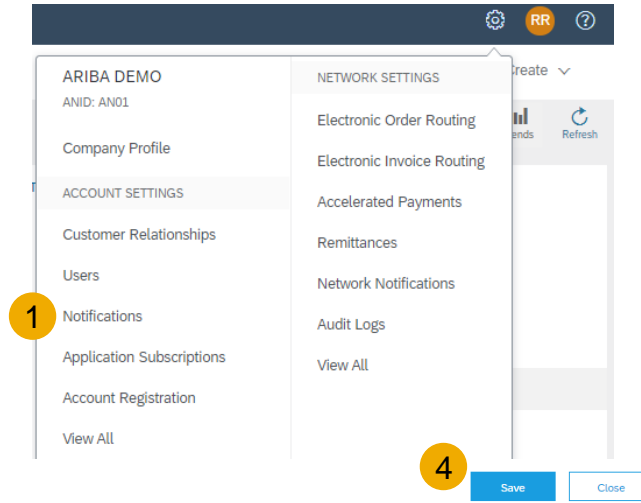 RR
ARIBA DEMO
ANID: AN01
Company Profile
ACCOUNT SETTINGS
Customer Relationships
Users
1 Notifications
Application Subscriptions
Account Registration
View All
NETWORK SETTINGS
Electronic Order Routing
Electronic Invoice Routing
Accelerated Payments
Remittances
Network Notifications
Audit Logs
View All
reate
ends
Refresh
4
Save
Close